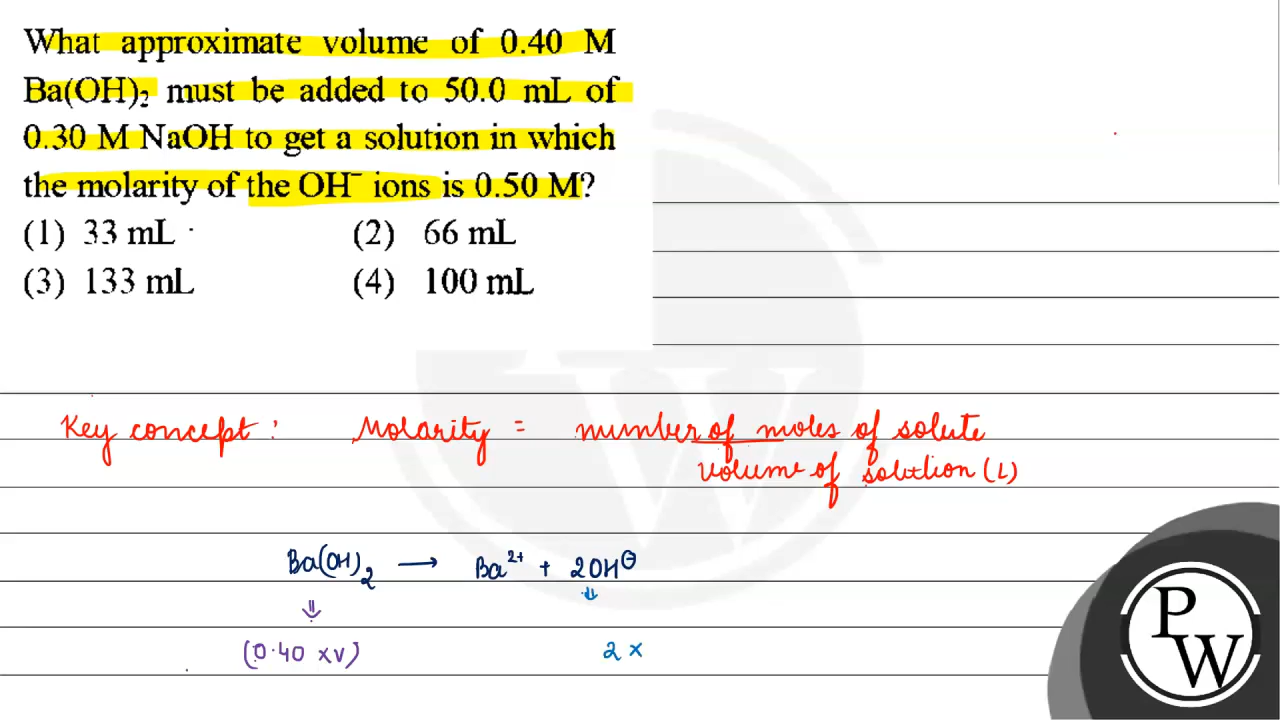 What approximate volume of 0.40 M
Ba(OH)₂ must be added to 50.0 mL of
0.30 M NaOH to get a solution in which
the molarity of the OH⁻ ions is 0.50 M?
(1) 33 mL (2) 66 mL
(3) 133 mL (4) 100 mL
Key concept : Molarity = number of moles of solute
volume of solution (L)
Ba(OH)₂ → Ba²⁺ + 2OH⊖
⇓ ⇓
(0.40 × V) 2 ×
P
W